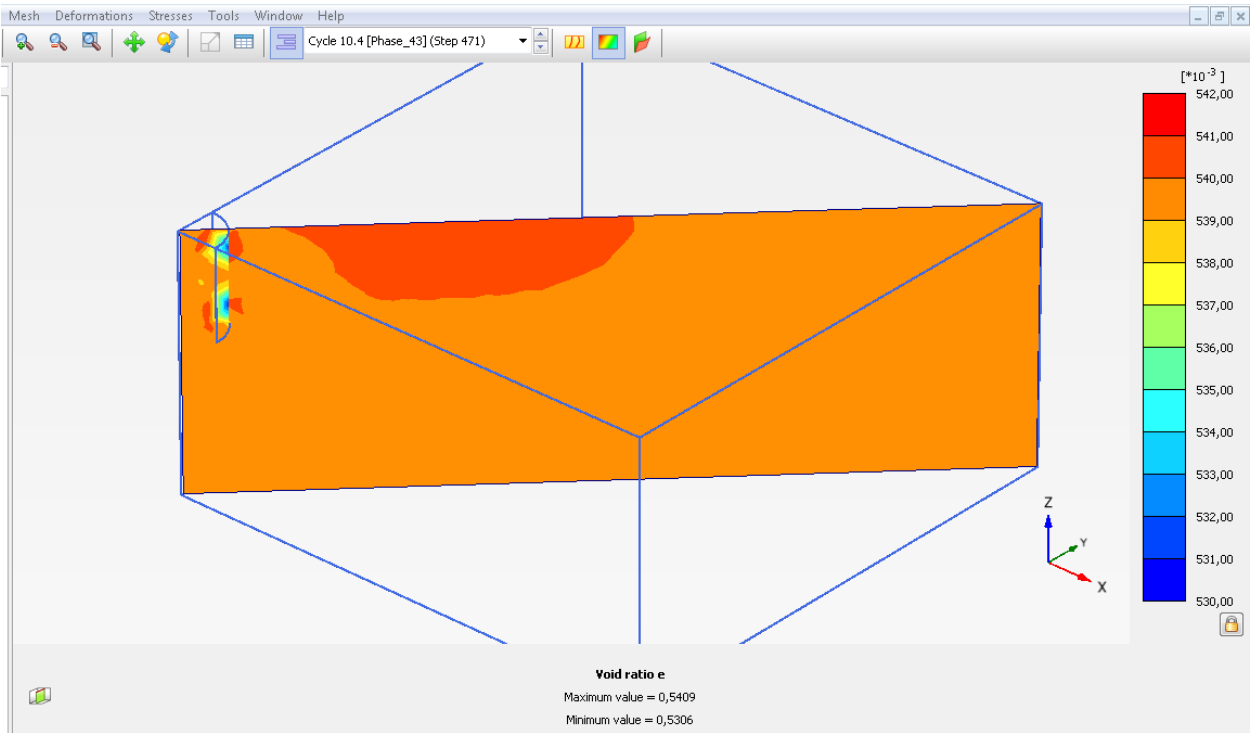 Mesh Deformations Stresses Tools Window Help
Cycle 10.4 [Phase_43] (Step 471)
[*10⁻³ ]
542,00
541,00
540,00
539,00
538,00
537,00
536,00
535,00
534,00
533,00
532,00
531,00
530,00
Z
Y
X
Void ratio e
Maximum value = 0,5409
Minimum value = 0,5306